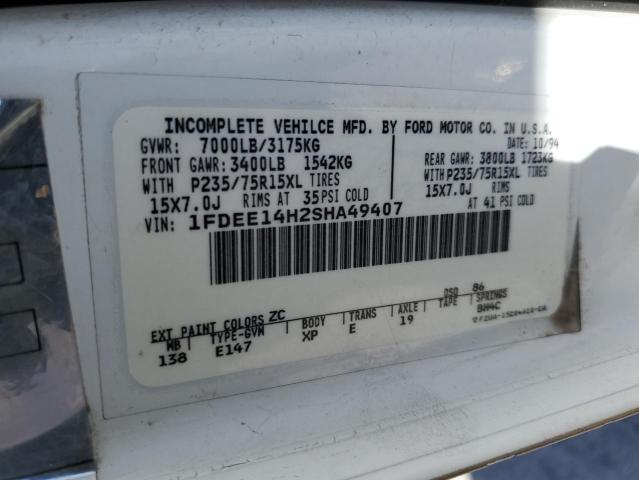 INCOMPLETE VEHILCE MFD. BY FORD MOTOR CO. IN U.S.A.
GVWR: 7000LB/3175KG DATE: 10/94
FRONT GAWR: 3400LB 1542KG REAR GAWR: 3800LB 1723KG
WITH P235/75R15XL TIRES WITH P235/75R15XL TIRES
15X7.0J RIMS AT 35 PSI COLD 15X7.0J RIMS AT 41 PSI COLD
VIN: 1FDEE14H2SHA49407
EXT PAINT COLORS ZC DSO 86
WB TYPE-GVM BODY TRANS AXLE TAPE SPRINGS
138 E147 XP E 19 BH4C